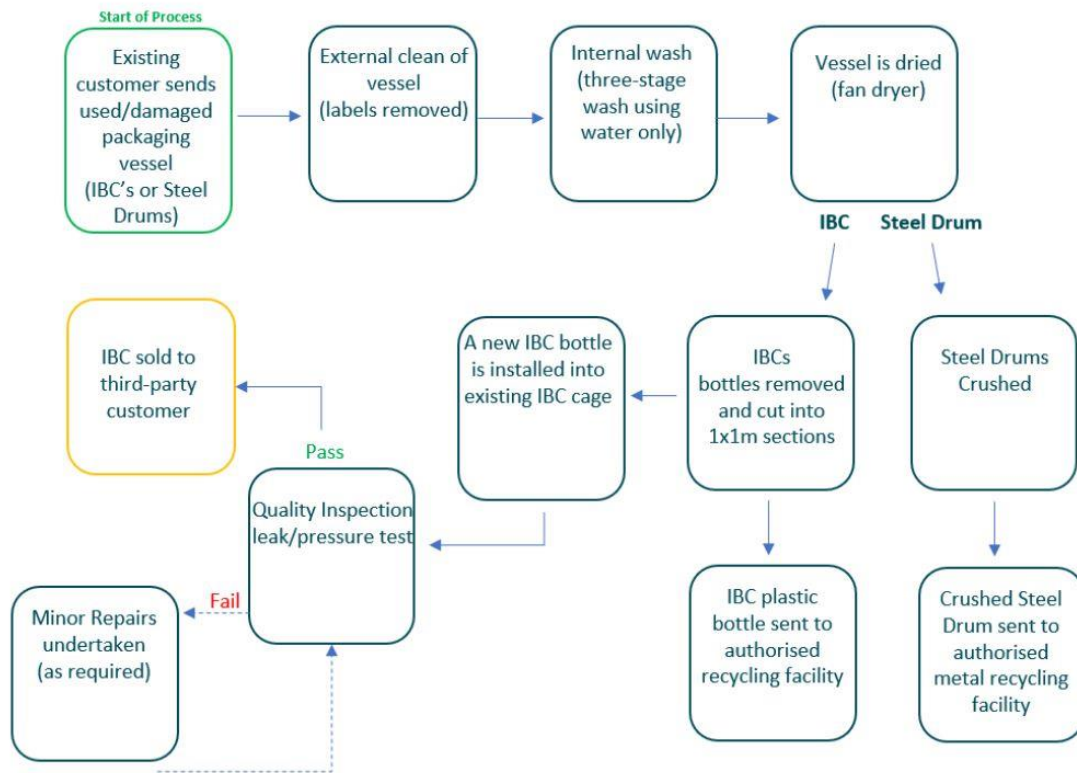 Start of Process
Existing
customer sends
used/damaged
packaging
vessel
(IBC's or Steel
Drums)
External clean of
vessel
(labels removed)
Internal wash
(three-stage
wash using
water only)
Vessel is dried
(fan dryer)
IBC
Steel Drum
IBC sold to
third-party
customer
A new IBC bottle
is installed into
existing IBC cage
IBCs
bottles removed
and cut into
1x1m sections
Steel Drums
Crushed
Pass
Quality Inspection
leak/pressure test
Fail
Minor Repairs
undertaken
(as required)
IBC plastic
bottle sent to
authorised
recycling facility
Crushed Steel
Drum sent to
authorised
metal recycling
facility